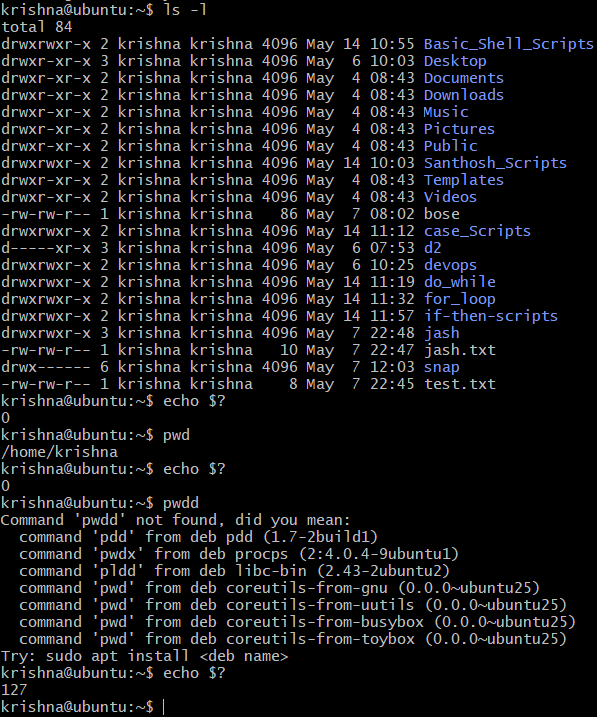 krishna@ubuntu:~$ ls -l
total 84
drwxrwxr-x 2 krishna krishna 4096 May 14 10:55 Basic_Shell_Scripts
drwxr-xr-x 3 krishna krishna 4096 May  6 10:03 Desktop
drwxr-xr-x 2 krishna krishna 4096 May  4 08:43 Documents
drwxr-xr-x 2 krishna krishna 4096 May  4 08:43 Downloads
drwxr-xr-x 2 krishna krishna 4096 May  4 08:43 Music
drwxr-xr-x 2 krishna krishna 4096 May  4 08:43 Pictures
drwxr-xr-x 2 krishna krishna 4096 May  4 08:43 Public
drwxrwxr-x 2 krishna krishna 4096 May 14 10:03 Santhosh_Scripts
drwxr-xr-x 2 krishna krishna 4096 May  4 08:43 Templates
drwxr-xr-x 2 krishna krishna 4096 May  4 08:43 Videos
-rw-rw-r-- 1 krishna krishna   86 May  7 08:02 bose
drwxrwxr-x 2 krishna krishna 4096 May 14 11:12 case_Scripts
d-----xr-x 3 krishna krishna 4096 May  6 07:53 d2
drwxrwxr-x 2 krishna krishna 4096 May  6 10:25 devops
drwxrwxr-x 2 krishna krishna 4096 May 14 11:19 do_while
drwxrwxr-x 2 krishna krishna 4096 May 14 11:32 for_loop
drwxrwxr-x 2 krishna krishna 4096 May 14 11:57 if-then-scripts
drwxrwxr-x 3 krishna krishna 4096 May  7 22:48 jash
-rw-rw-r-- 1 krishna krishna   10 May  7 22:47 jash.txt
drwx------ 6 krishna krishna 4096 May  7 12:03 snap
-rw-rw-r-- 1 krishna krishna    8 May  7 22:45 test.txt
krishna@ubuntu:~$ echo $?
0
krishna@ubuntu:~$ pwd
/home/krishna
krishna@ubuntu:~$ echo $?
0
krishna@ubuntu:~$ pwdd
Command 'pwdd' not found, did you mean:
  command 'pdd' from deb pdd (1.7-2build1)
  command 'pwdx' from deb procps (2:4.0.4-9ubuntu1)
  command 'pldd' from deb libc-bin (2.43-2ubuntu2)
  command 'pwd' from deb coreutils-from-gnu (0.0.0~ubuntu25)
  command 'pwd' from deb coreutils-from-uutils (0.0.0~ubuntu25)
  command 'pwd' from deb coreutils-from-busybox (0.0.0~ubuntu25)
  command 'pwd' from deb coreutils-from-toybox (0.0.0~ubuntu25)
Try: sudo apt install <deb name>
krishna@ubuntu:~$ echo $?
127
krishna@ubuntu:~$